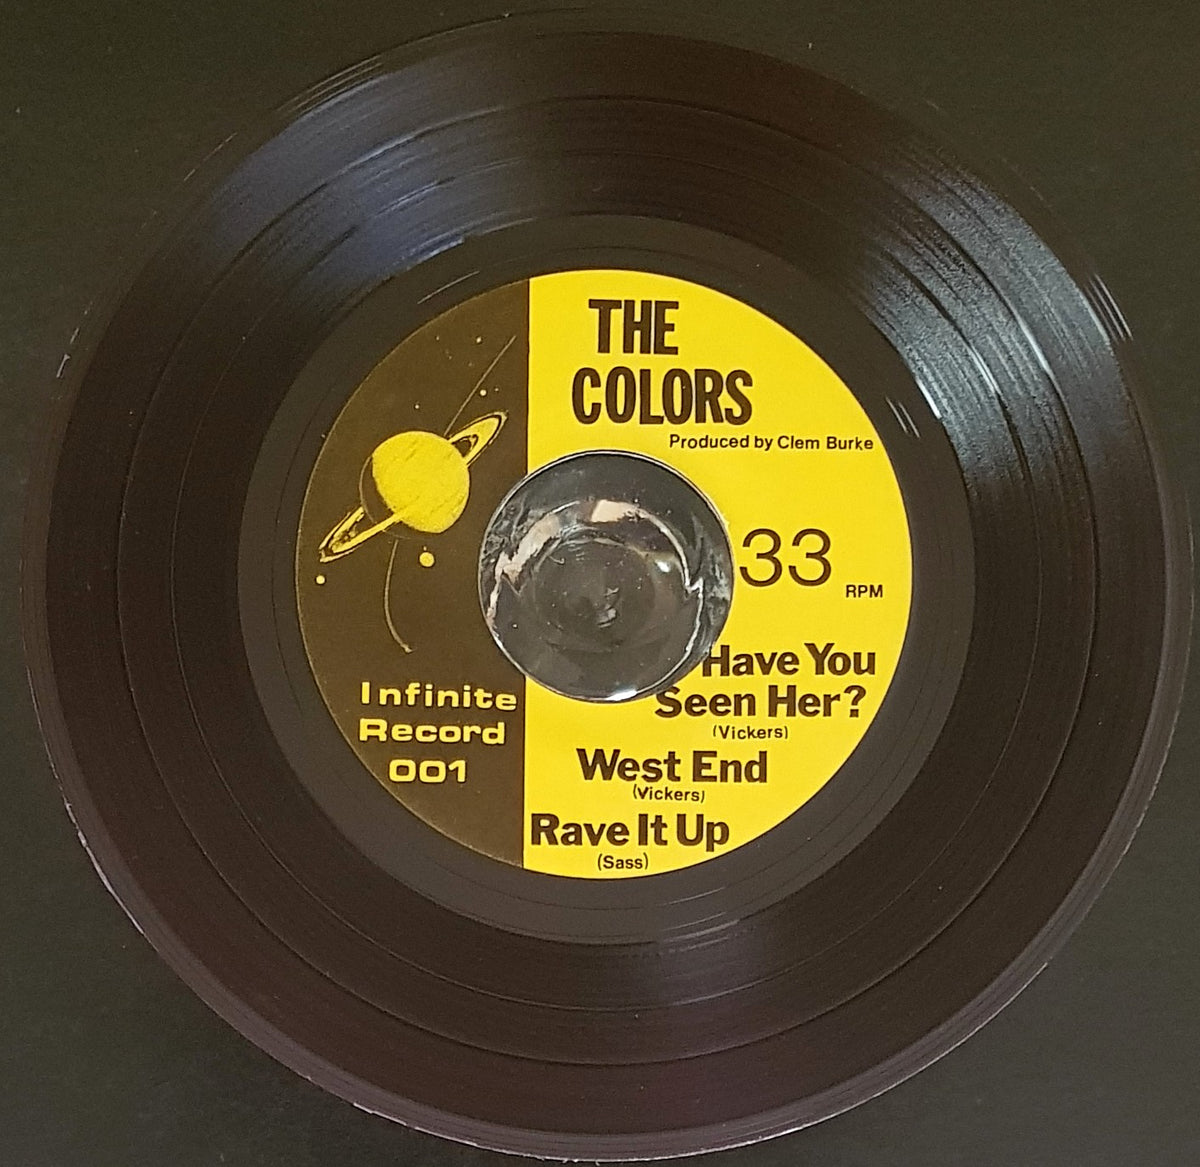 THE
COLORS
Produced by Clem Burke
33
RPM
Have You
Seen Her?
(Vickers)
West End
(Vickers)
Rave It Up
(Sass)
Infinite
Record
001